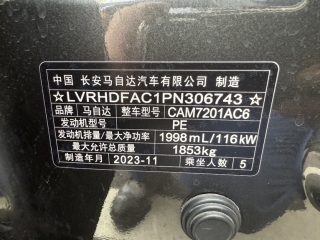 中国 长安马自达汽车有限公司 制造
☆LVRHDFAC1PN306743☆
品牌 马自达 整车型号 CAM7201AC6
发动机型号 PE
发动机排量/最大净功率 1998mL/116kW
最大允许总质量 1853kg
制造年月 2023-11 乘坐人数 5